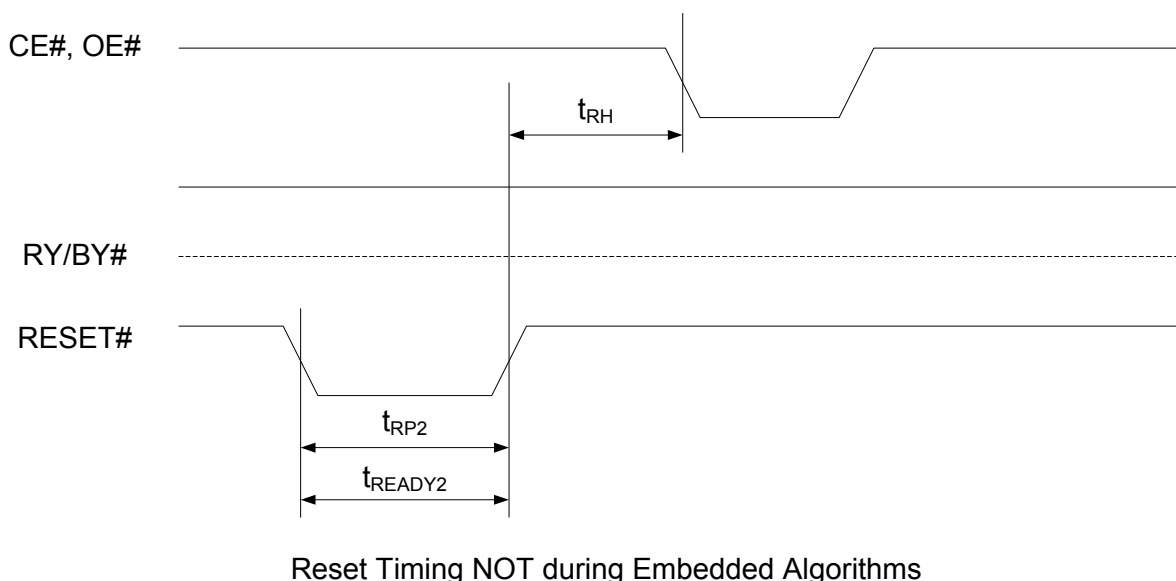 CE#, OE#
tRH
RY/BY#
RESET#
tRP2
tREADY2
Reset Timing NOT during Embedded Algorithms